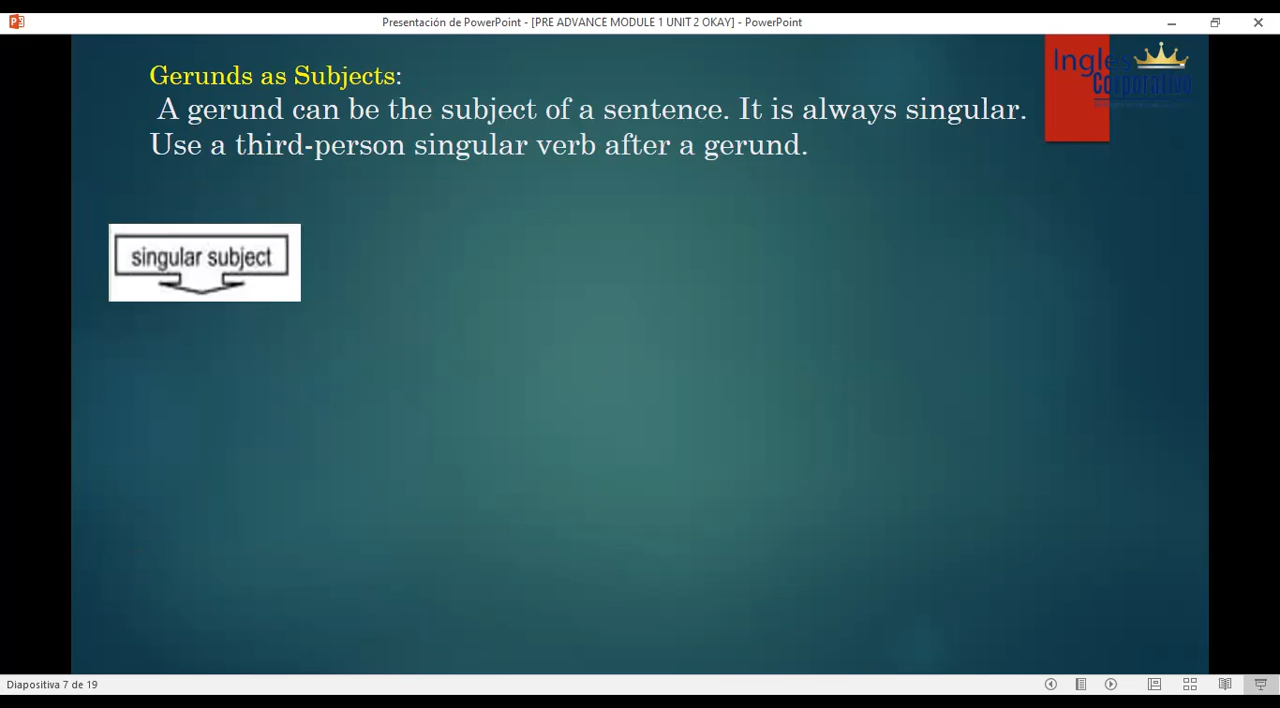 Presentación de PowerPoint - [PRE ADVANCE MODULE 1 UNIT 2 OKAY] - PowerPoint
Gerunds as Subjects:
A gerund can be the subject of a sentence. It is always singular.
Use a third-person singular verb after a gerund.
Ingles
Corporativo
singular subject
Diapositiva 7 de 19